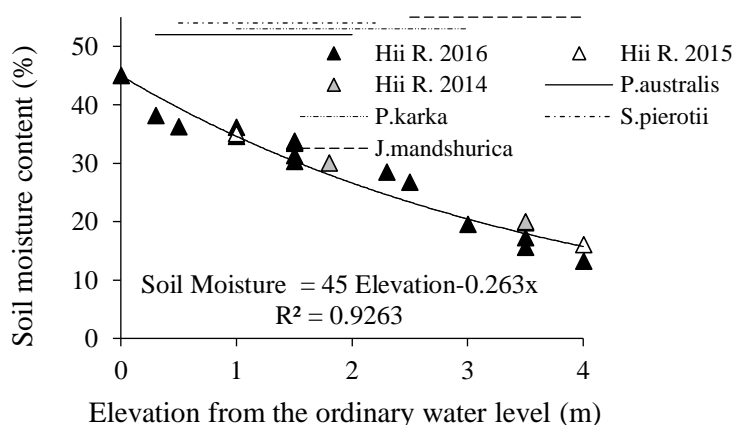 Soil moisture content (%)
50
40
30
20
10
0
Hii R. 2016
Hii R. 2015
Hii R. 2014
P.australis
P.karka
S.pierotii
J.mandshurica
Soil Moisture = 45 Elevation-0.263x
R² = 0.9263
0 1 2 3 4
Elevation from the ordinary water level (m)